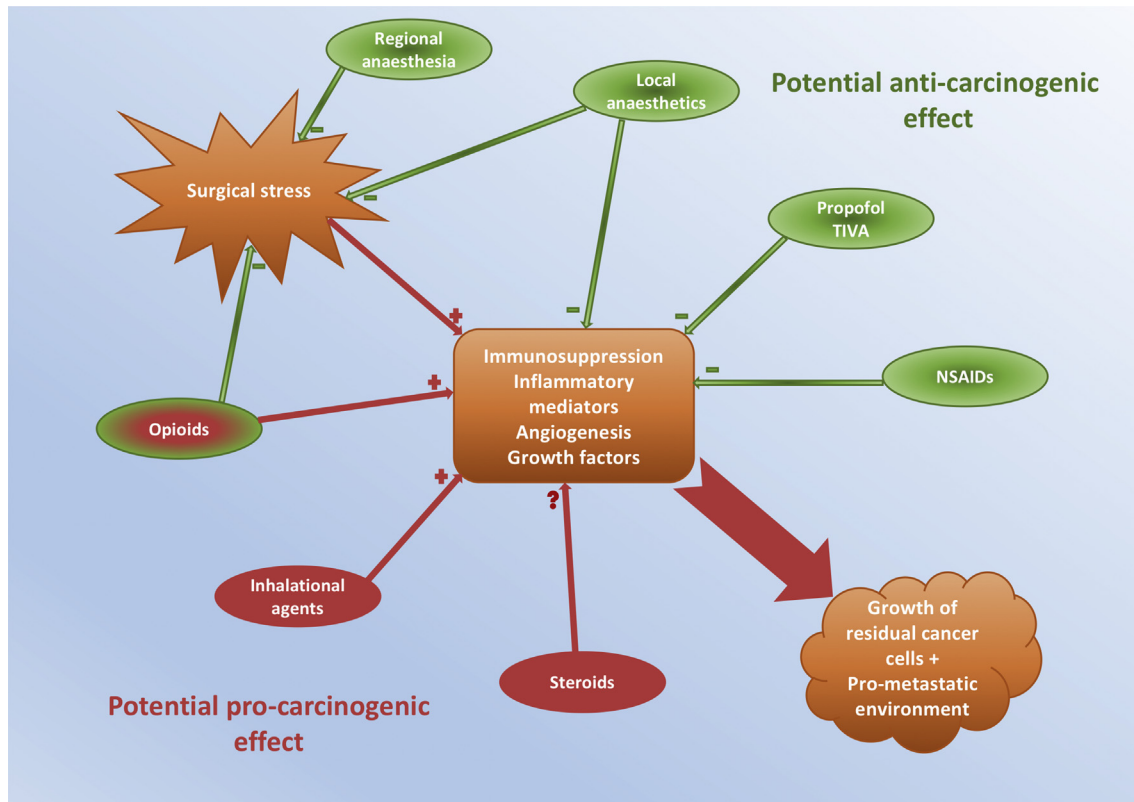 Regional
anaesthesia
Local
anaesthetics
Potential anti-carcinogenic
effect
Surgical stress
Propofol
TIVA
-
-
-
-
-
-
+
Immunosuppression
Inflammatory
mediators
Angiogenesis
Growth factors
NSAIDs
+
Opioids
+
?
Inhalational
agents
Growth of
residual cancer
cells +
Pro-metastatic
environment
Steroids
Potential pro-carcinogenic
effect